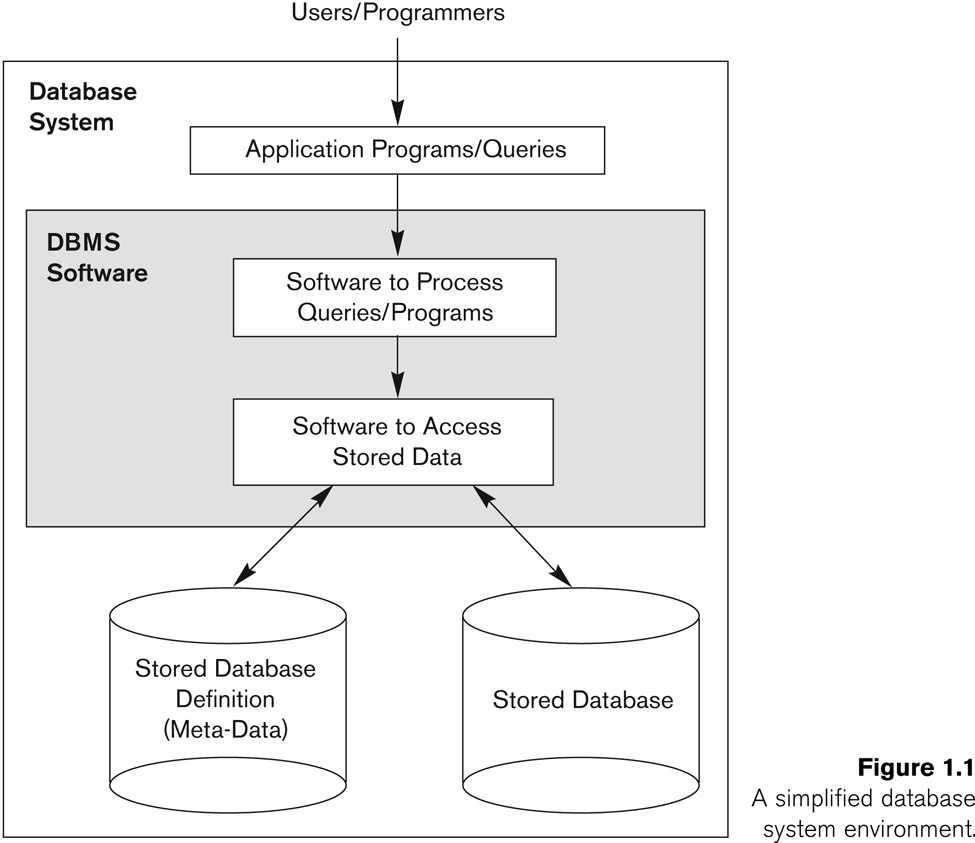 Users/Programmers
Database
System
Application Programs/Queries
DBMS
Software
Software to Process
Queries/Programs
Software to Access
Stored Data
Stored Database
Definition
(Meta-Data)
Stored Database
Figure 1.1
A simplified database
system environment.